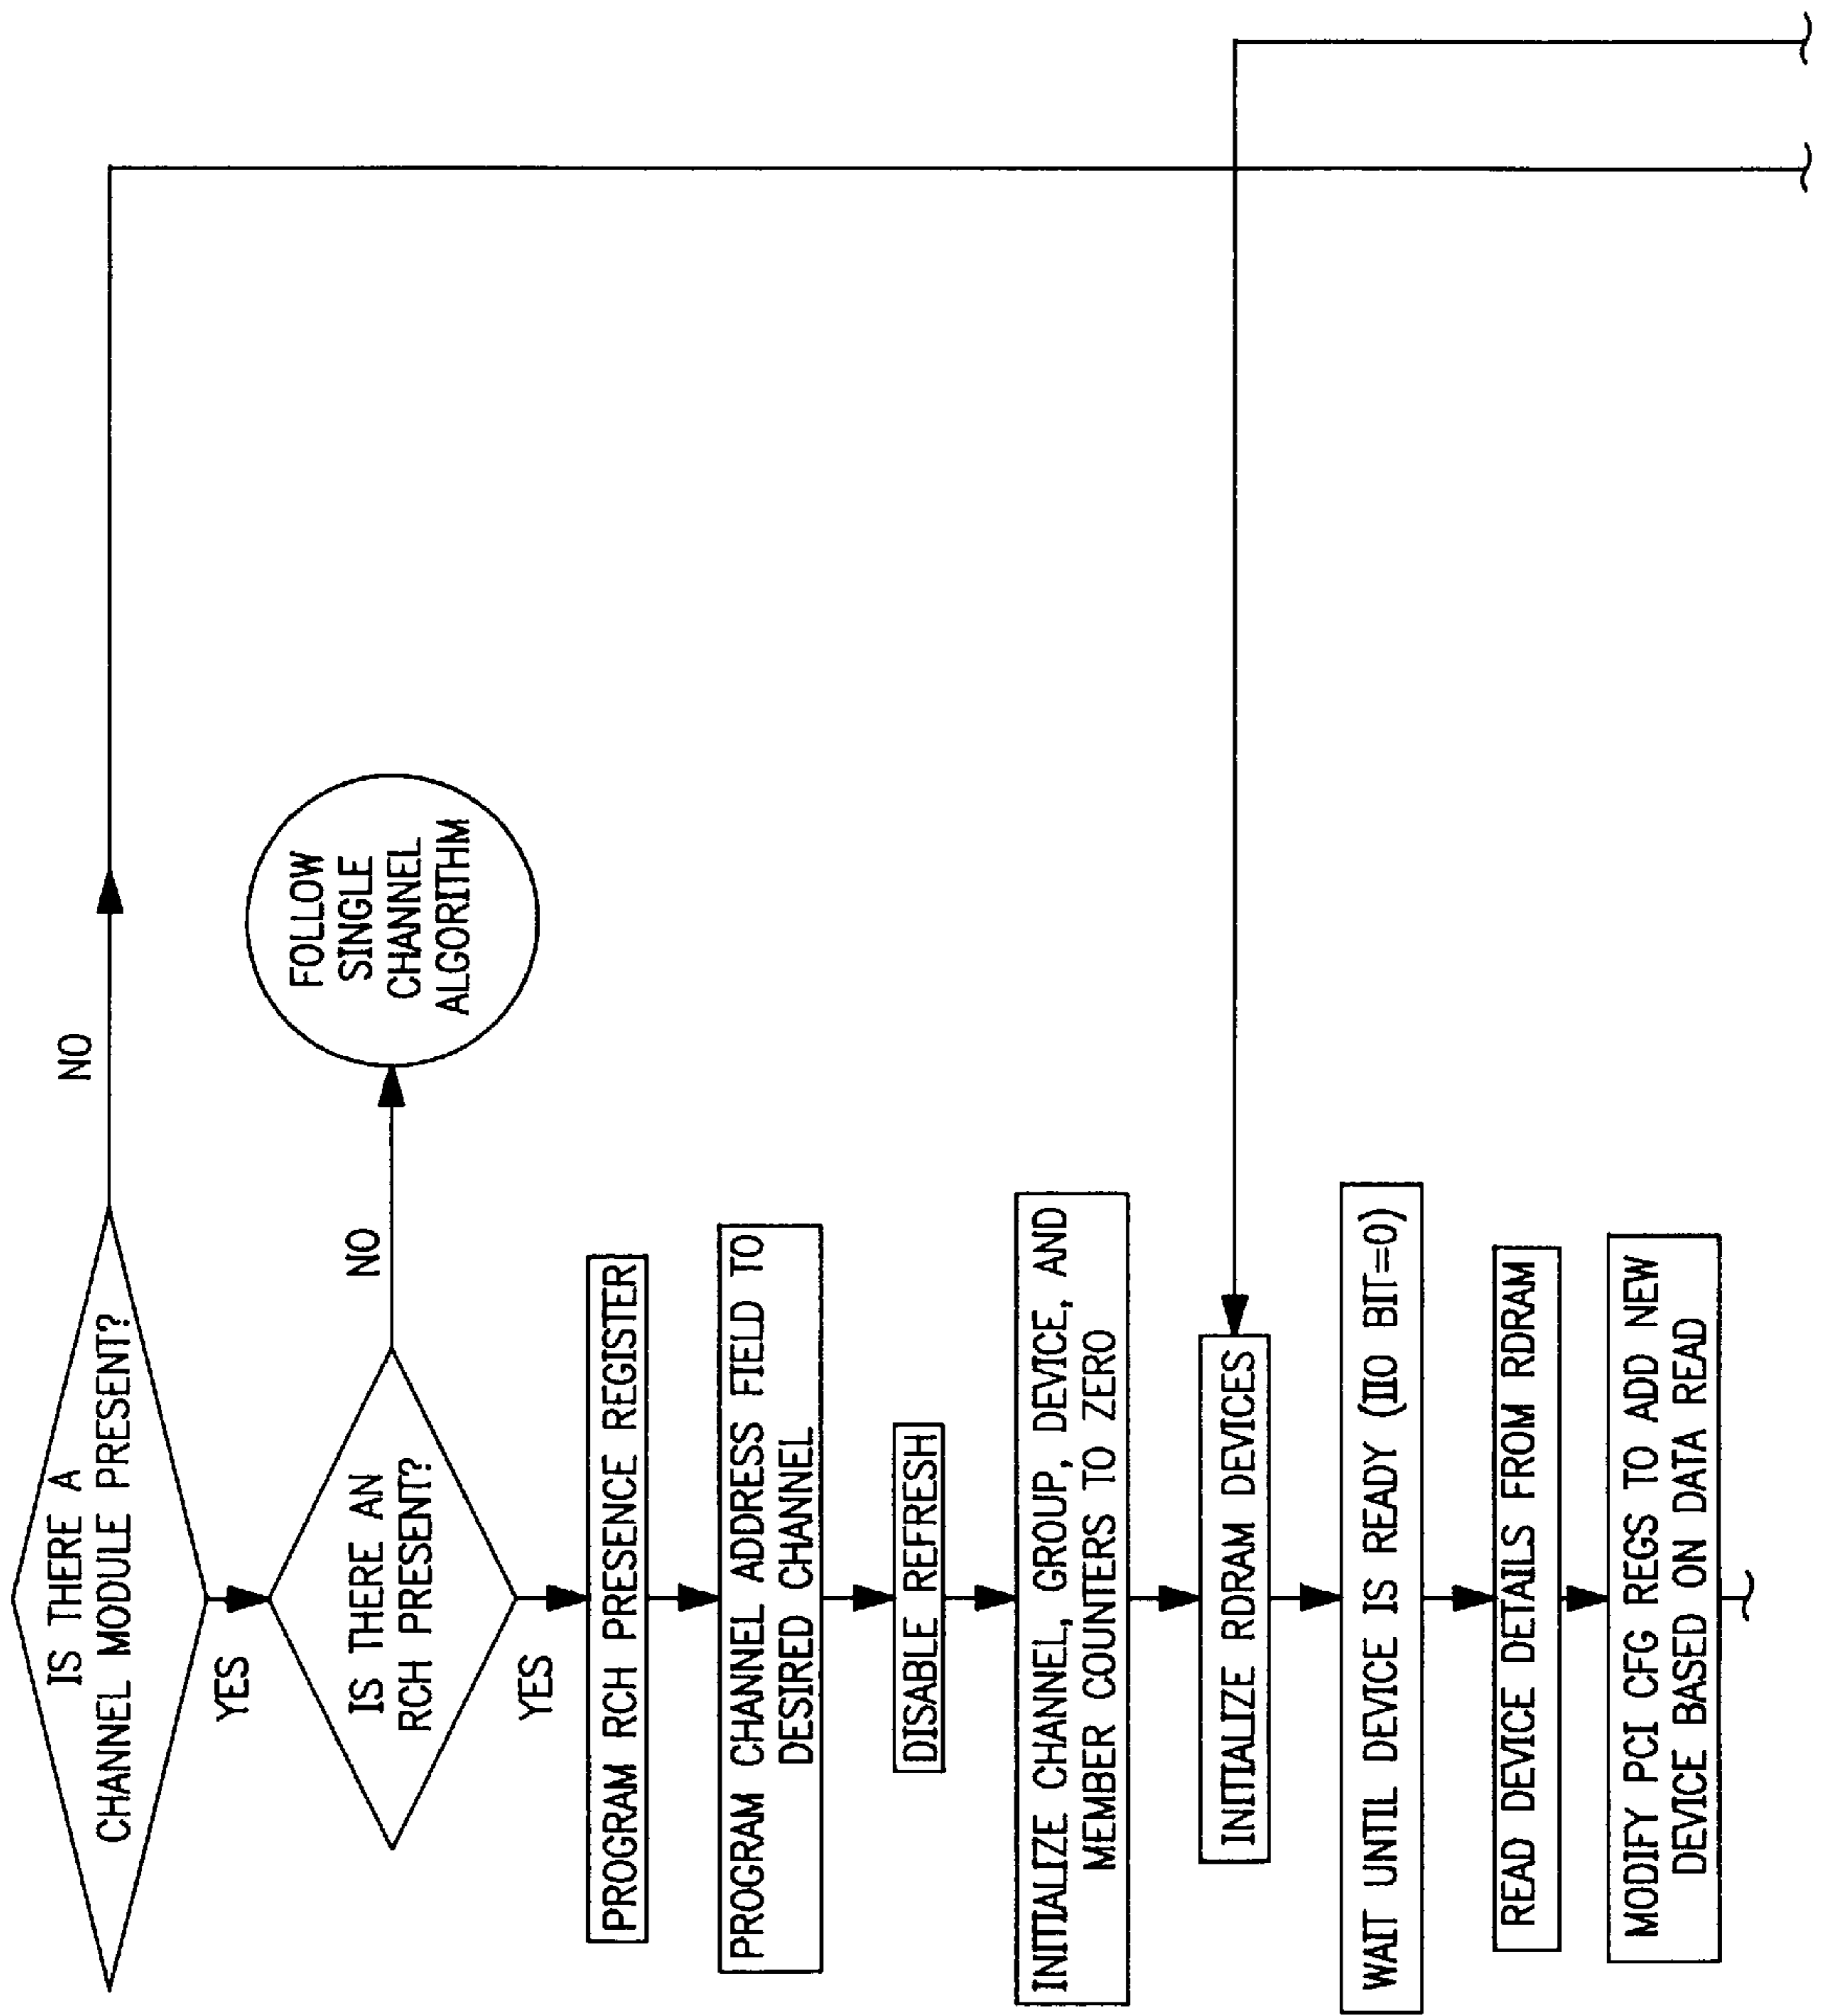 IS THERE A
CHANNEL MODULE PRESENT?
NO
YES
IS THERE AN
RCH PRESENT?
NO
FOLLOW
SINGLE
CHANNEL
ALGORITHM
YES
PROGRAM RCH PRESENCE REGISTER
PROGRAM CHANNEL ADDRESS FIELD TO
DESIRED CHANNEL
DISABLE REFRESH
INITIALIZE CHANNEL, GROUP, DEVICE, AND
MEMBER COUNTERS TO ZERO
INITIALIZE RDRAM DEVICES
WAIT UNTIL DEVICE IS READY (IIO BIT=0)
READ DEVICE DETAILS FROM RDRAM
MODIFY PCI CFG REGS TO ADD NEW
DEVICE BASED ON DATA READ